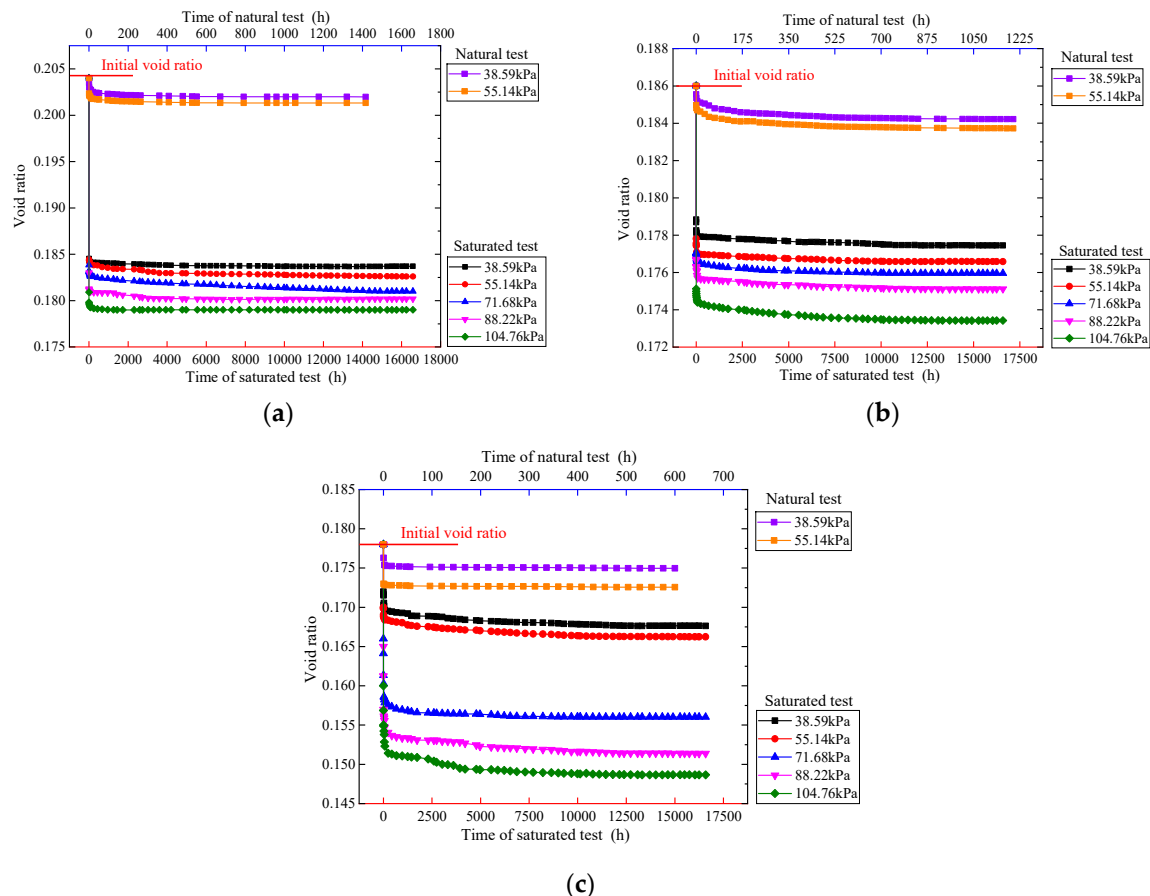 Time of natural test (h)
0 200 400 600 800 1000 1200 1400 1600 1800
0.205
0.200
0.195
0.190
0.185
0.180
0.175
Void ratio
Initial void ratio
0 2000 4000 6000 8000 10000 12000 14000 16000 18000
Time of saturated test (h)
Natural test
38.59kPa
55.14kPa
Saturated test
38.59kPa
55.14kPa
71.68kPa
88.22kPa
104.76kPa
(a)
Time of natural test (h)
0 175 350 525 700 875 1050 1225
0.188
0.186
0.184
0.182
0.180
0.178
0.176
0.174
0.172
Void ratio
Initial void ratio
0 2500 5000 7500 10000 12500 15000 17500
Time of saturated test (h)
Natural test
38.59kPa
55.14kPa
Saturated test
38.59kPa
55.14kPa
71.68kPa
88.22kPa
104.76kPa
(b)
Time of natural test (h)
0 100 200 300 400 500 600 700
0.185
0.180
0.175
0.170
0.165
0.160
0.155
0.150
0.145
Void ratio
Initial void ratio
0 2500 5000 7500 10000 12500 15000 17500
Time of saturated test (h)
Natural test
38.59kPa
55.14kPa
Saturated test
38.59kPa
55.14kPa
71.68kPa
88.22kPa
104.76kPa
(c)